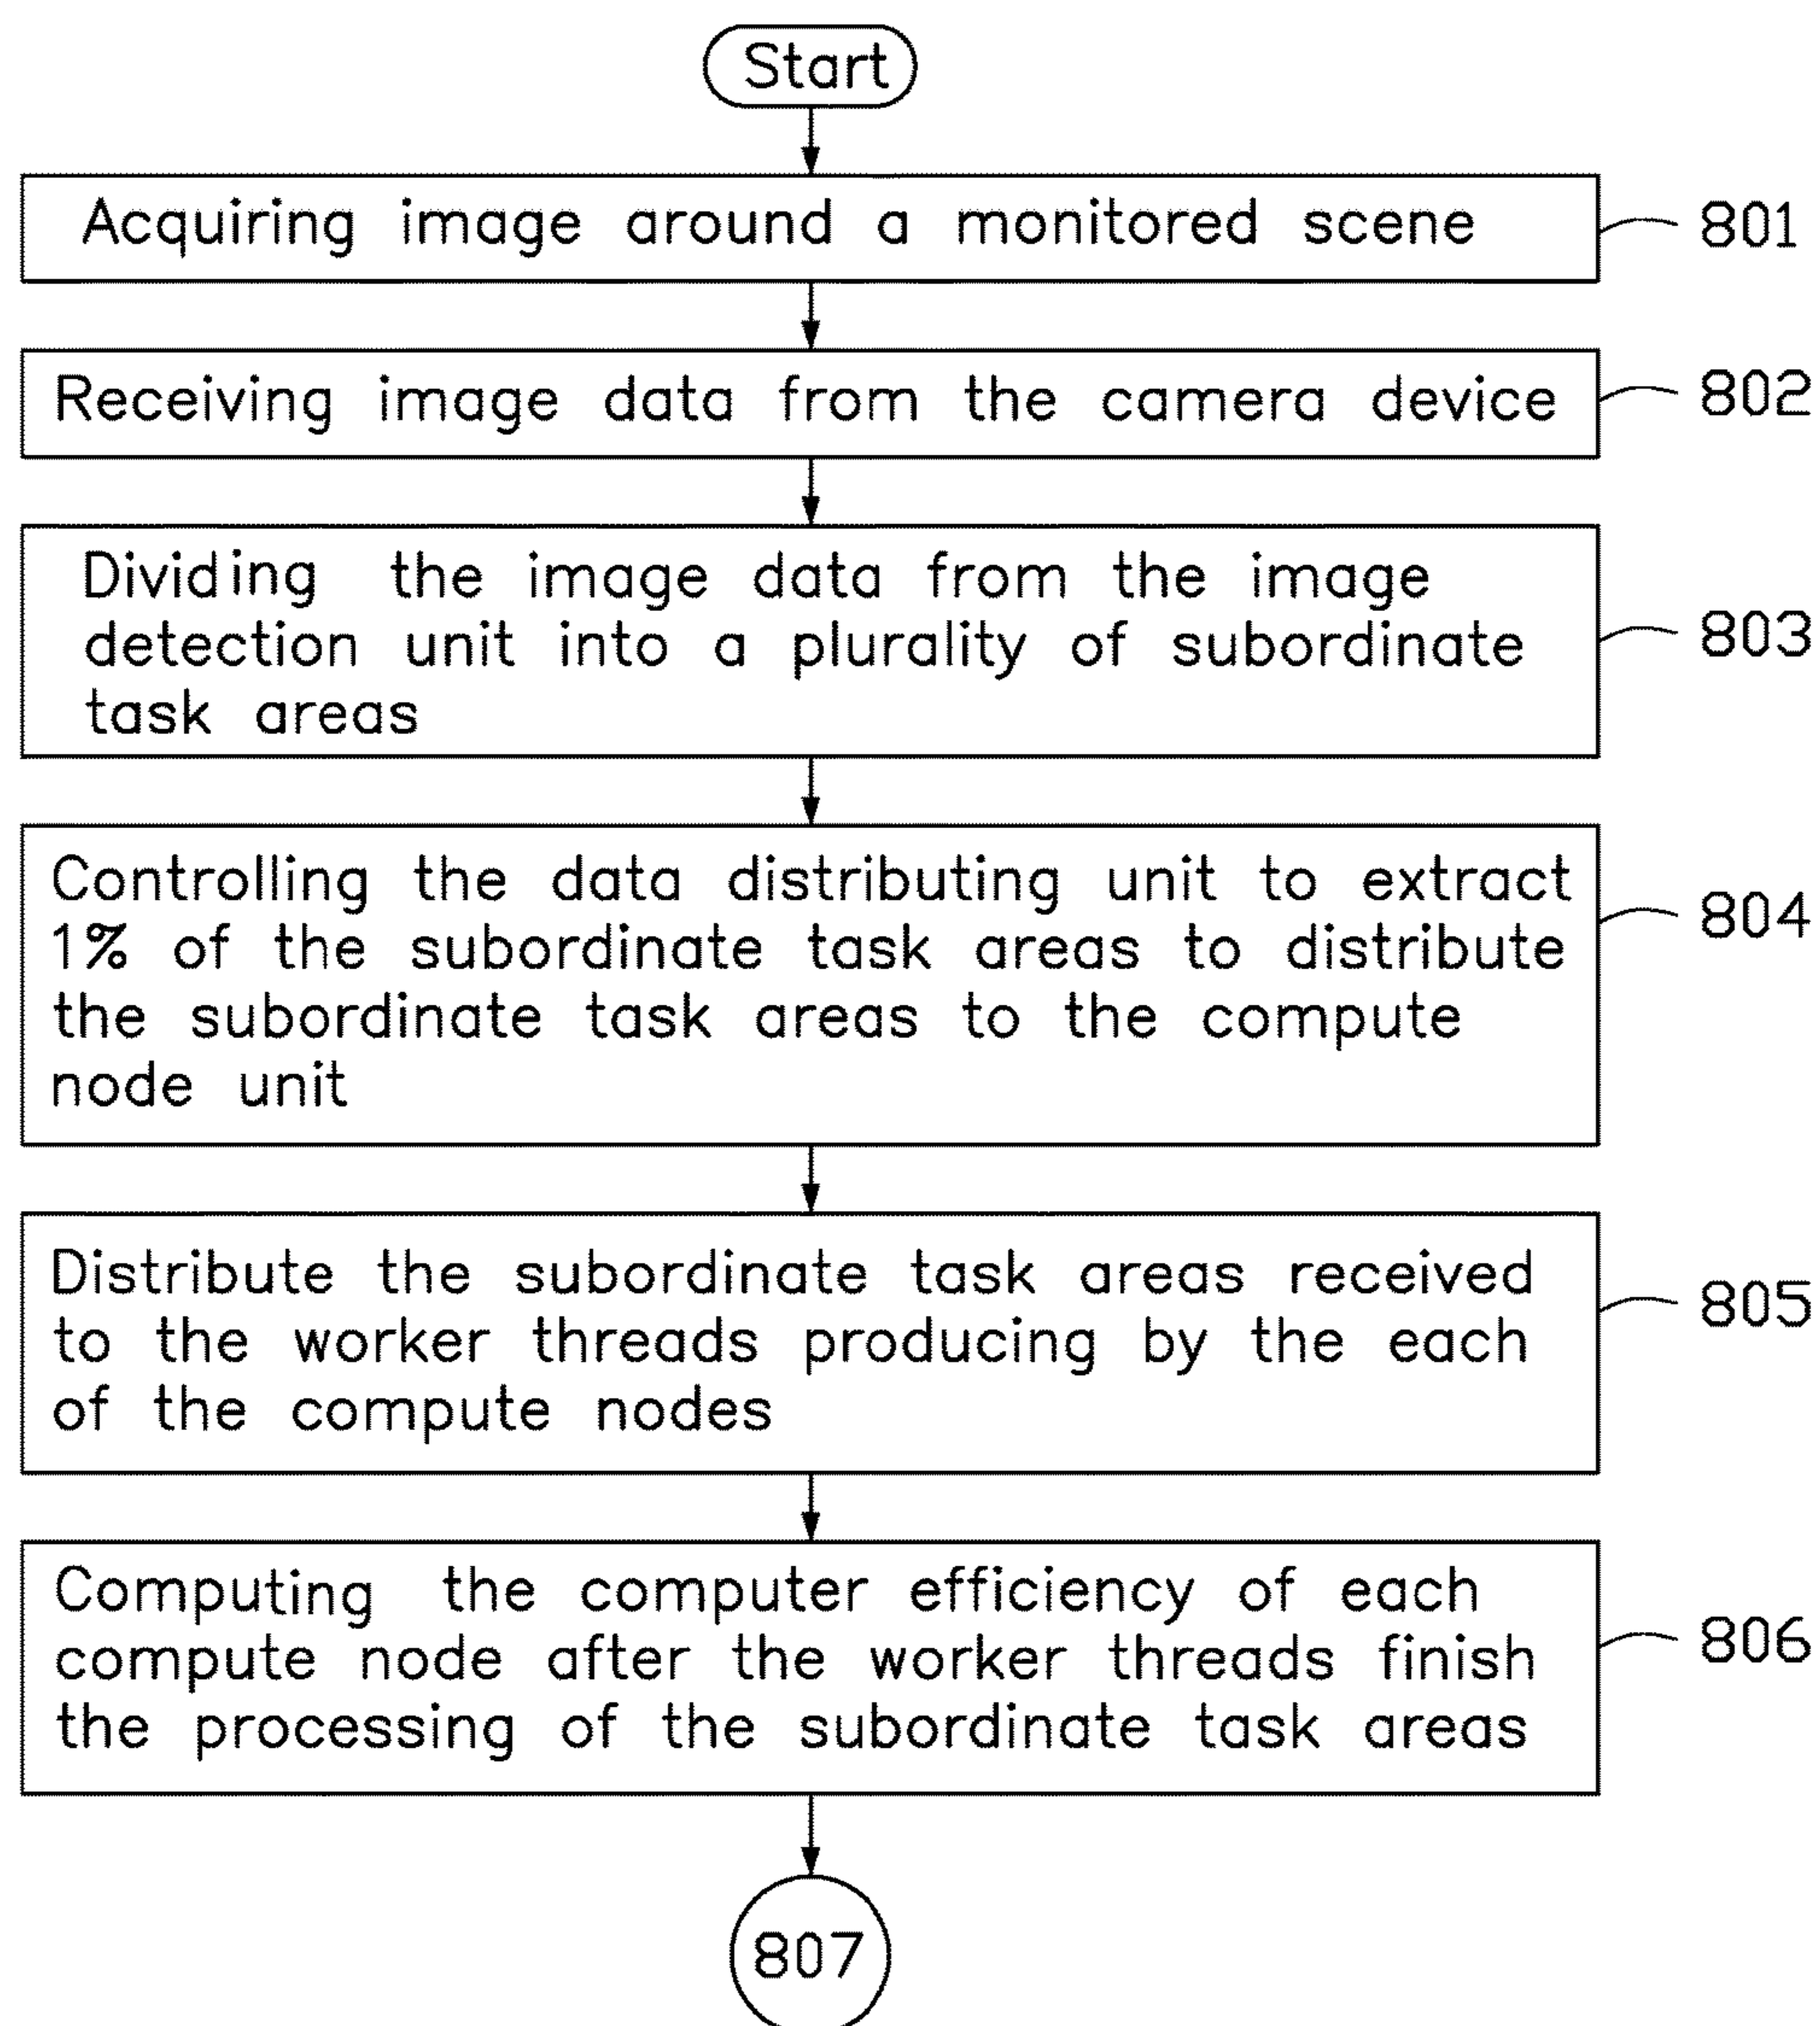 Start
Acquiring image around a monitored scene
801
Receiving image data from the camera device
802
Dividing the image data from the image
detection unit into a plurality of subordinate
task areas
803
Controlling the data distributing unit to extract
1% of the subordinate task areas to distribute
the subordinate task areas to the compute
node unit
804
Distribute the subordinate task areas received
to the worker threads producing by the each
of the compute nodes
805
Computing the computer efficiency of each
compute node after the worker threads finish
the processing of the subordinate task areas
806
807